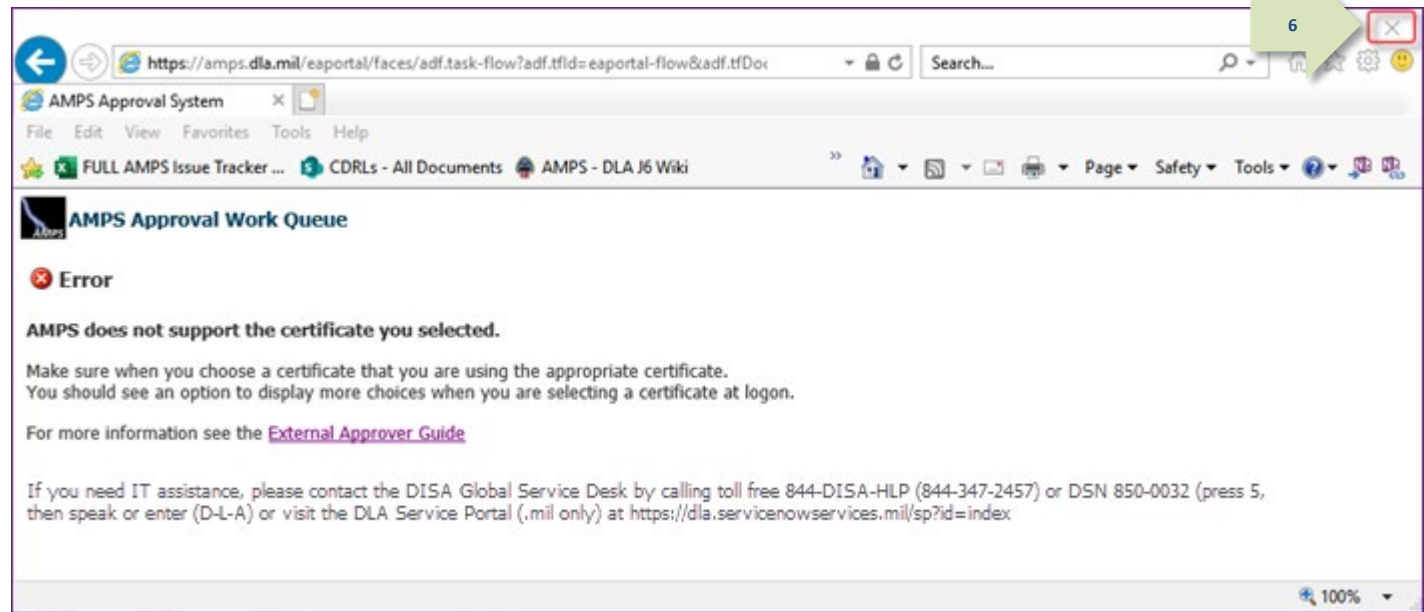 6
https://amps.dla.mil/eaportal/faces/adf.task-flow?adf.tfId=eaportal-flow&adf.tfDoc
Search...
AMPS Approval System
File Edit View Favorites Tools Help
FULL AMPS Issue Tracker ... CDRLs - All Documents AMPS - DLA J6 Wiki » Page Safety Tools
AMPS AMPS Approval Work Queue
Error
AMPS does not support the certificate you selected.
Make sure when you choose a certificate that you are using the appropriate certificate.
You should see an option to display more choices when you are selecting a certificate at logon.
For more information see the External Approver Guide
If you need IT assistance, please contact the DISA Global Service Desk by calling toll free 844-DISA-HLP (844-347-2457) or DSN 850-0032 (press 5,
then speak or enter (D-L-A) or visit the DLA Service Portal (.mil only) at https://dla.servicenowservices.mil/sp?id=index
100%